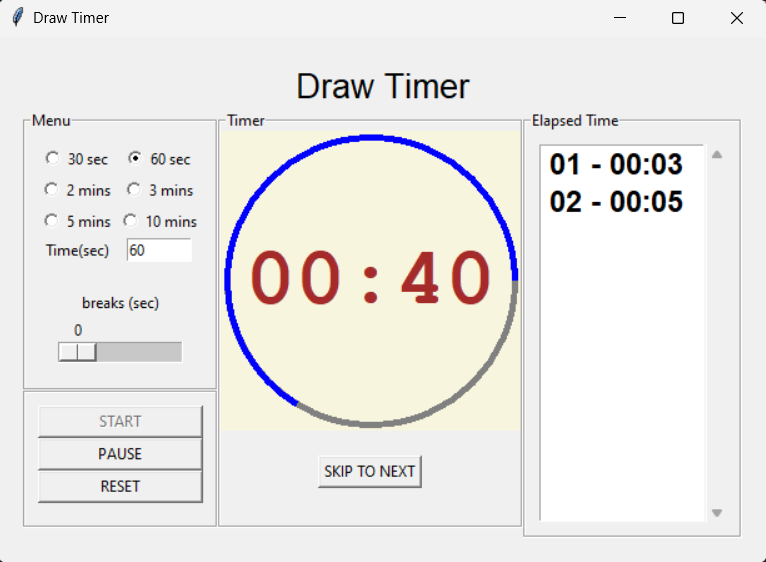 Draw Timer
Draw Timer
Menu
30 sec 60 sec
2 mins 3 mins
5 mins 10 mins
Time(sec) 60
breaks (sec)
0
START
PAUSE
RESET
Timer
00:40
SKIP TO NEXT
Elapsed Time
01 - 00:03
02 - 00:05